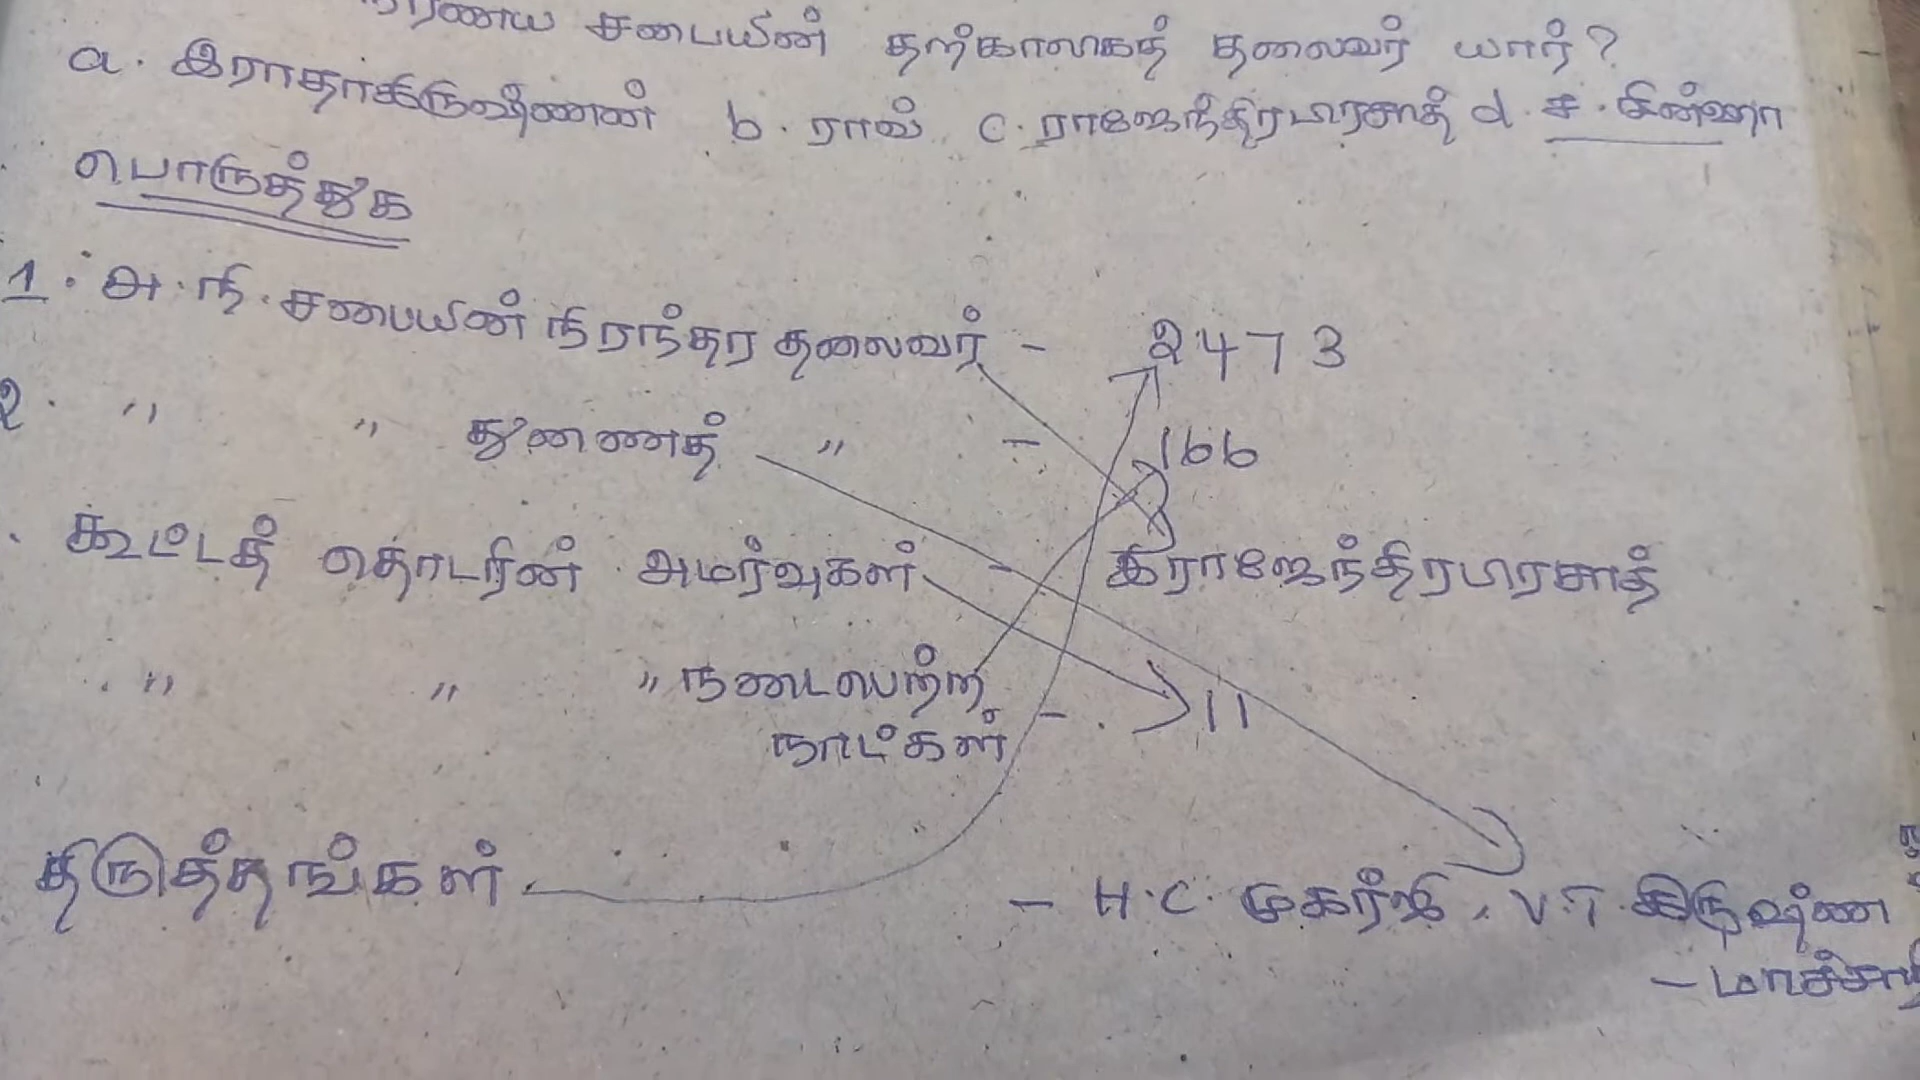 சபையின் தற்காலிகத் தலைவர் யார்?
a. இராதாகிருஷ்ணன் b. ராவ் c. ராஜேந்திரபிரசாத் d. ச. சின்ஹா
பொருத்துக
1. அ. நி. சபையின் நிரந்தர தலைவர் - 2473
2. " " துணைத் " - 166
கூட்டத் தொடரின் அமர்வுகள் - இராஜேந்திரபிரசாத்
" " " நடைபெற்ற
நாட்கள் - 11
திருத்தங்கள் - H.C. முகர்ஜி, V.T. கிருஷ்ண
- மாச்சாரி